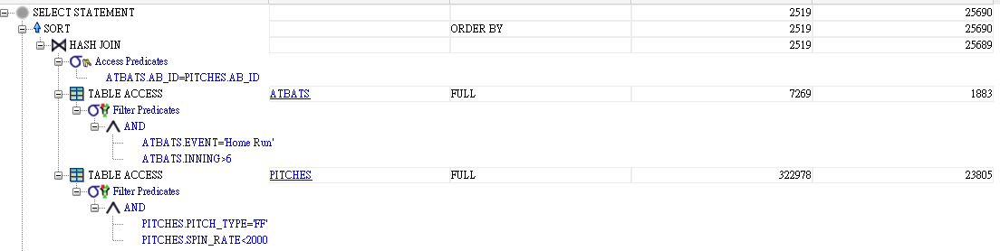 SELECT STATEMENT 2519 25690
SORT ORDER BY 2519 25690
HASH JOIN 2519 25689
Access Predicates
ATBATS.AB_ID=PITCHES.AB_ID
TABLE ACCESS ATBATS FULL 7269 1883
Filter Predicates
AND
ATBATS.EVENT='Home Run'
ATBATS.INNING>6
TABLE ACCESS PITCHES FULL 322978 23805
Filter Predicates
AND
PITCHES.PITCH_TYPE='FF'
PITCHES.SPIN_RATE<2000